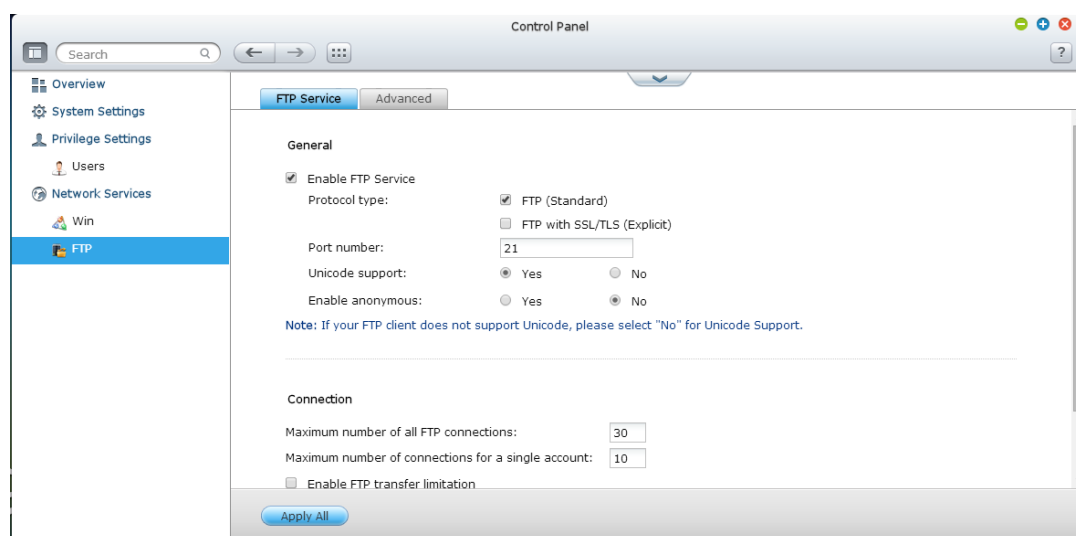 Control Panel
Search
?
Overview
System Settings
Privilege Settings
Users
Network Services
Win
FTP
FTP Service Advanced
General
Enable FTP Service
Protocol type: FTP (Standard)
FTP with SSL/TLS (Explicit)
Port number: 21
Unicode support: Yes No
Enable anonymous: Yes No
Note: If your FTP client does not support Unicode, please select "No" for Unicode Support.
Connection
Maximum number of all FTP connections: 30
Maximum number of connections for a single account: 10
Enable FTP transfer limitation
Apply All